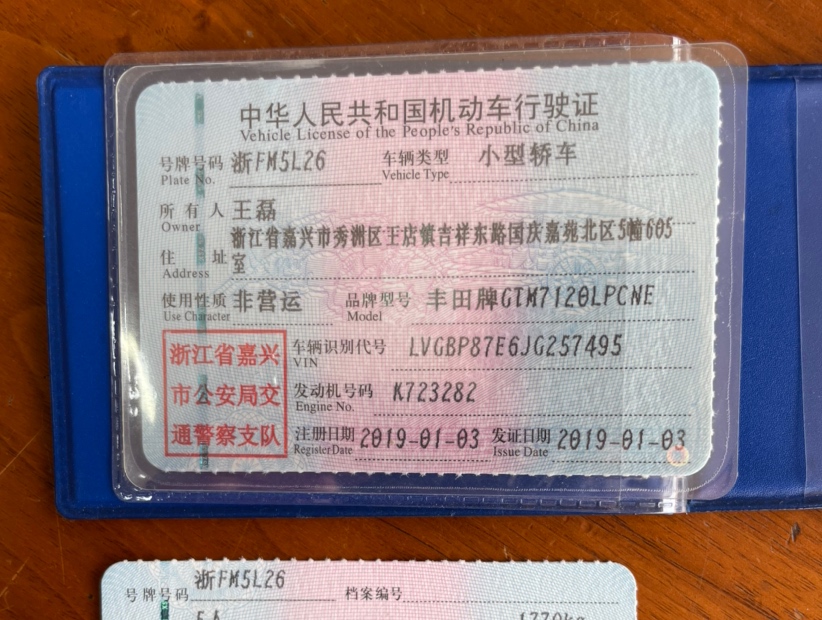 中华人民共和国机动车行驶证
Vehicle License of the People's Republic of China
号牌号码 浙FM5L26 车辆类型 小型轿车
Plate No. Vehicle Type
所有人 王磊
Owner
浙江省嘉兴市秀洲区王店镇吉祥东路国庆嘉苑北区5幢605
住址 室
Address
使用性质 非营运 品牌型号 丰田牌GTM7120LPCNE
Use Character Model
浙江省嘉兴 车辆识别代号 LVGBP87E6JG257495
VIN
市公安局交 发动机号码 K723282
Engine No.
通警察支队 注册日期 2019-01-03 发证日期 2019-01-03
Register Date Issue Date
号牌号码 浙FM5L26 档案编号
5人 1770kg